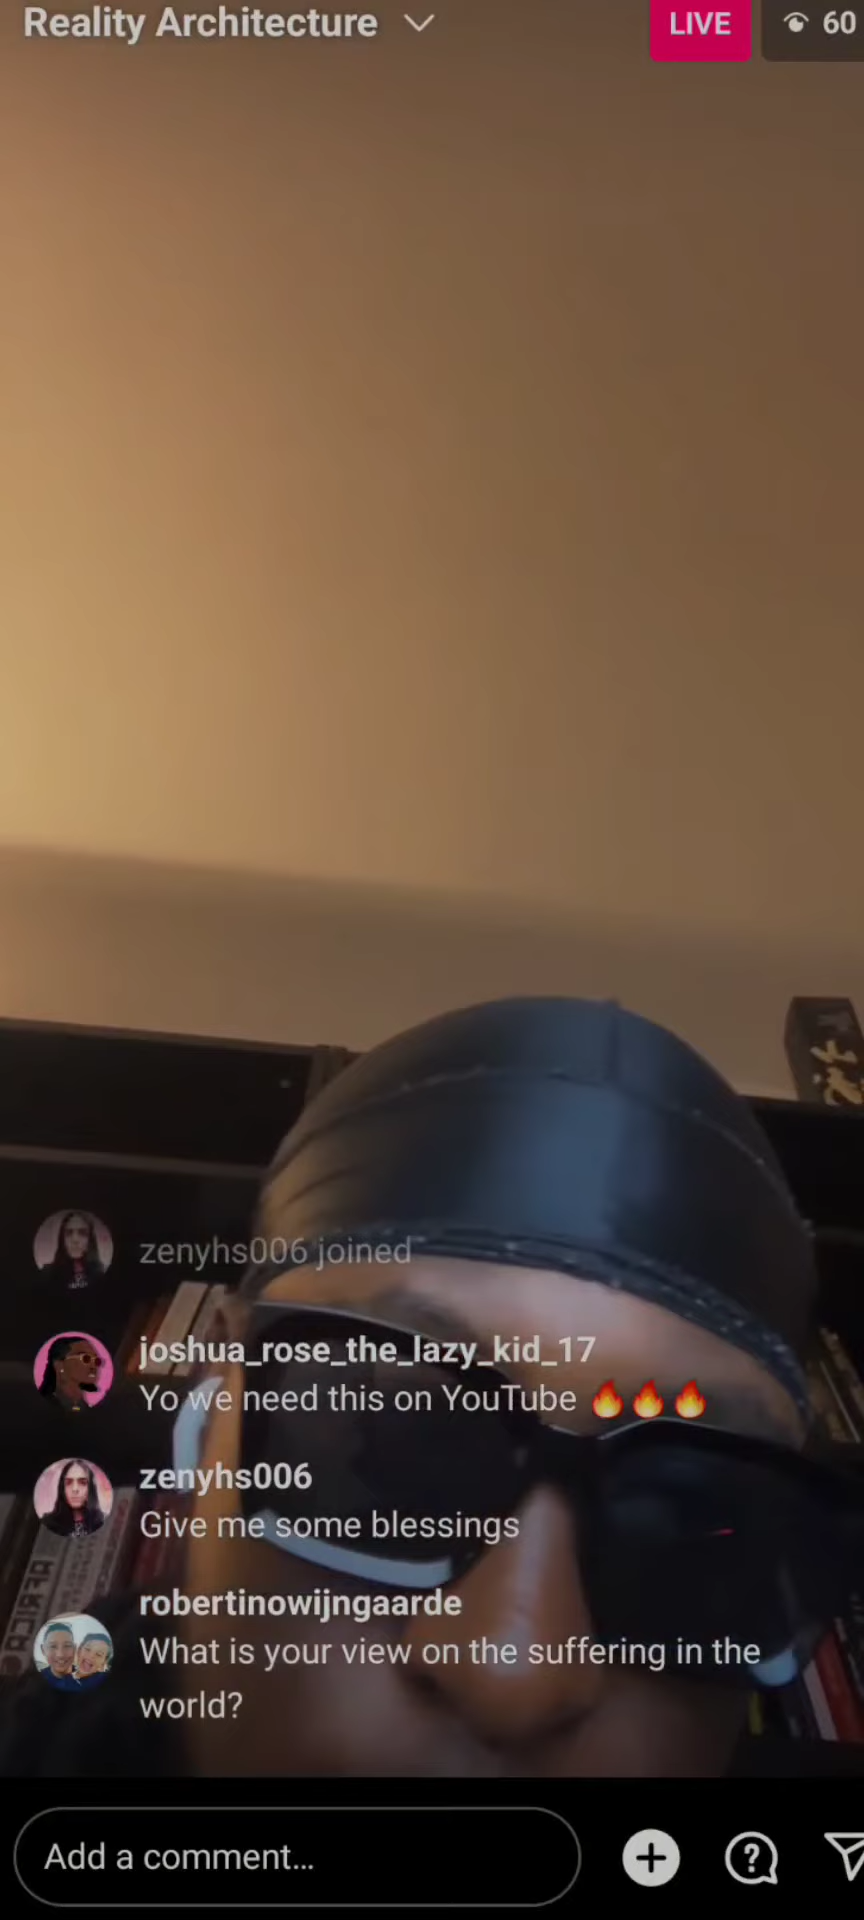 Reality Architecture
LIVE
60
zenyhs006 joined
joshua_rose_the_lazy_kid_17
Yo we need this on YouTube 🔥🔥🔥
zenyhs006
Give me some blessings
robertinowijngaarde
What is your view on the suffering in the
world?
AFRICA
Add a comment...